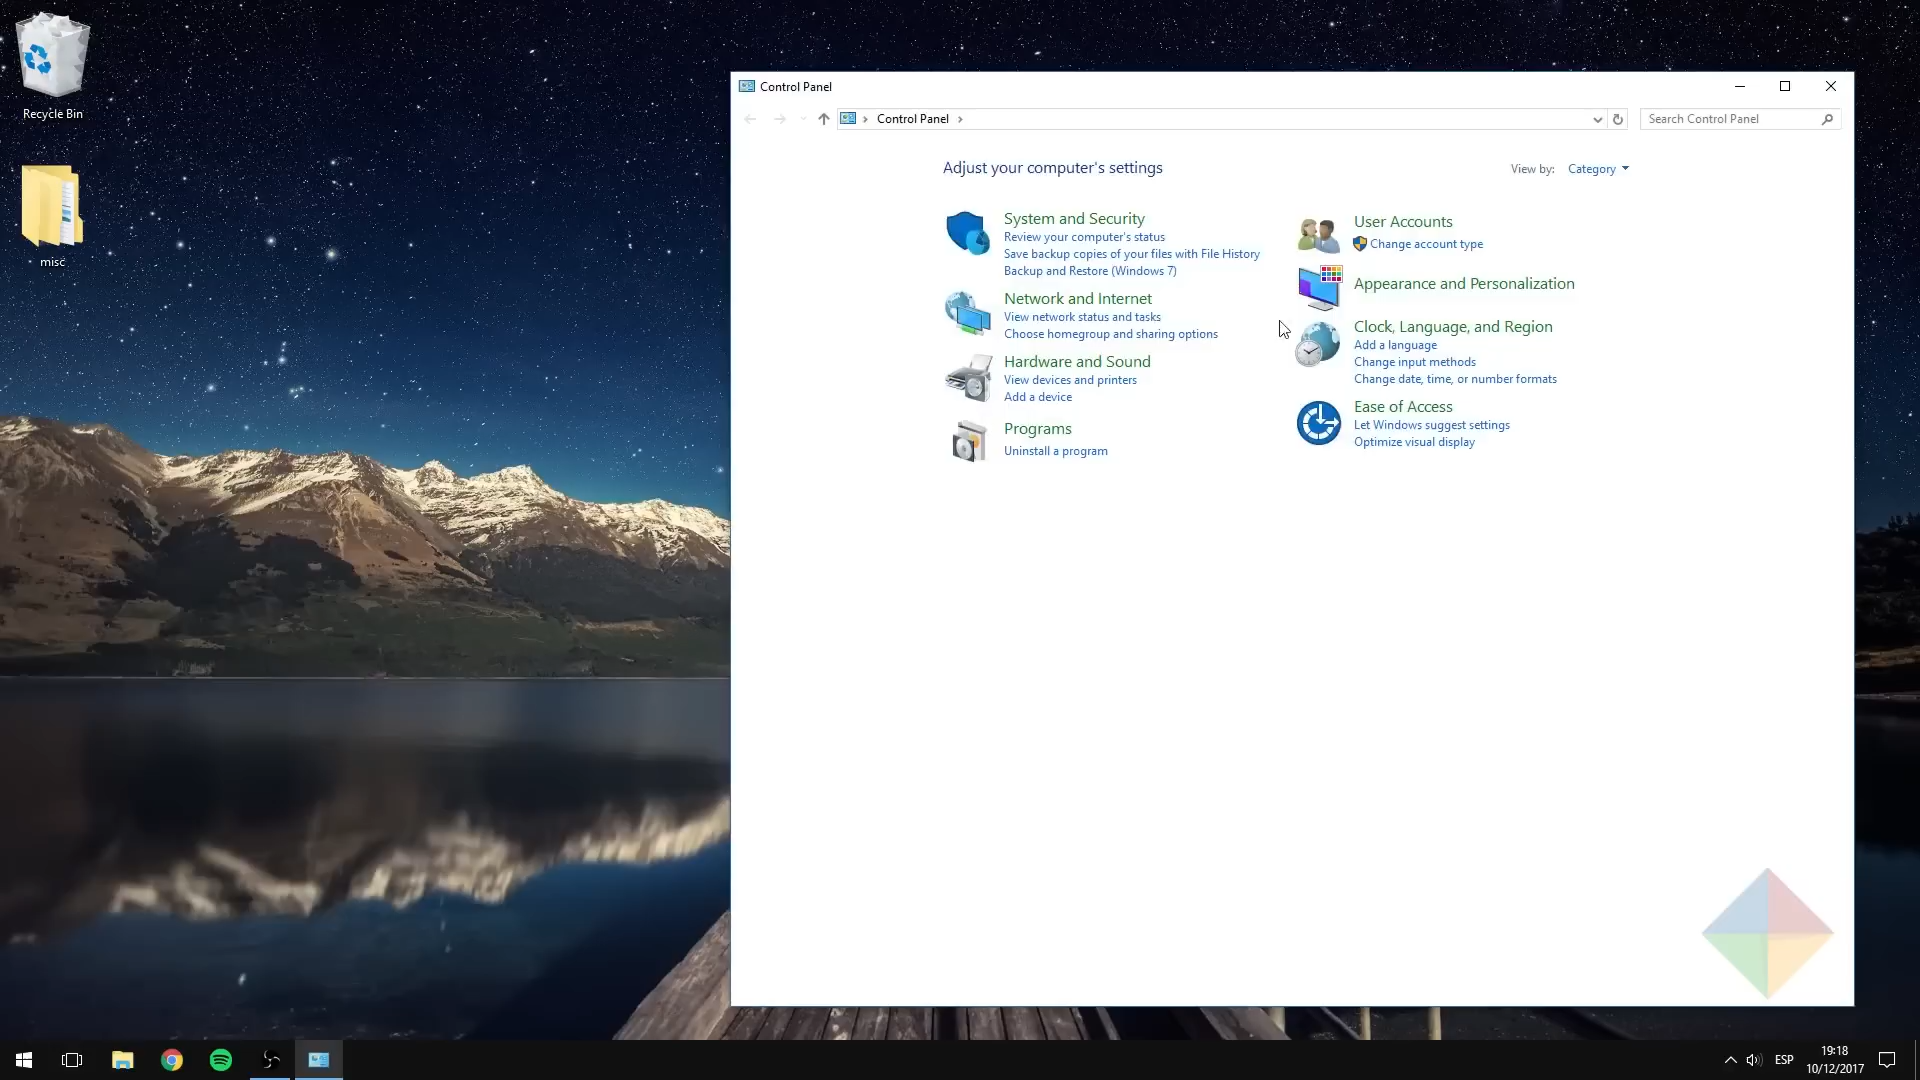 Recycle Bin
misc
Control Panel
Control Panel
Search Control Panel
Adjust your computer's settings
View by: Category
System and Security
Review your computer's status
Save backup copies of your files with File History
Backup and Restore (Windows 7)
Network and Internet
View network status and tasks
Choose homegroup and sharing options
Hardware and Sound
View devices and printers
Add a device
Programs
Uninstall a program
User Accounts
Change account type
Appearance and Personalization
Clock, Language, and Region
Add a language
Change input methods
Change date, time, or number formats
Ease of Access
Let Windows suggest settings
Optimize visual display
ESP
19:18
10/12/2017